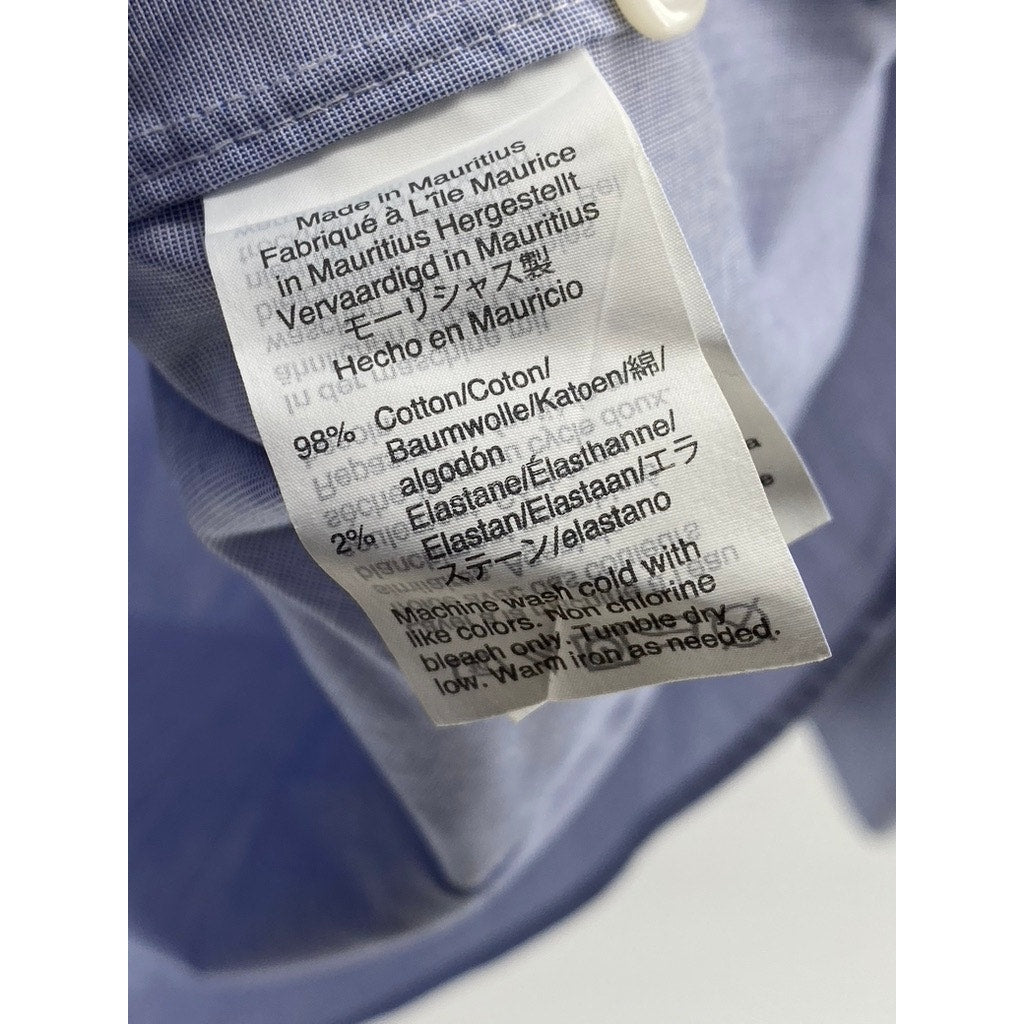 Made in Mauritius
Fabriqué à L'île Maurice
in Mauritius Hergestellt
Vervaardigd in Mauritius
モーリシャス製
Hecho en Mauricio
98% Cotton/Coton/
Baumwolle/Katoen/綿/
algodón
2% Elastane/Élasthanne/
Elastan/Elastaan/エラ
ステーン/elastano
Machine wash cold with
like colors. Non chlorine
bleach only. Tumble dry
low. Warm iron as needed.